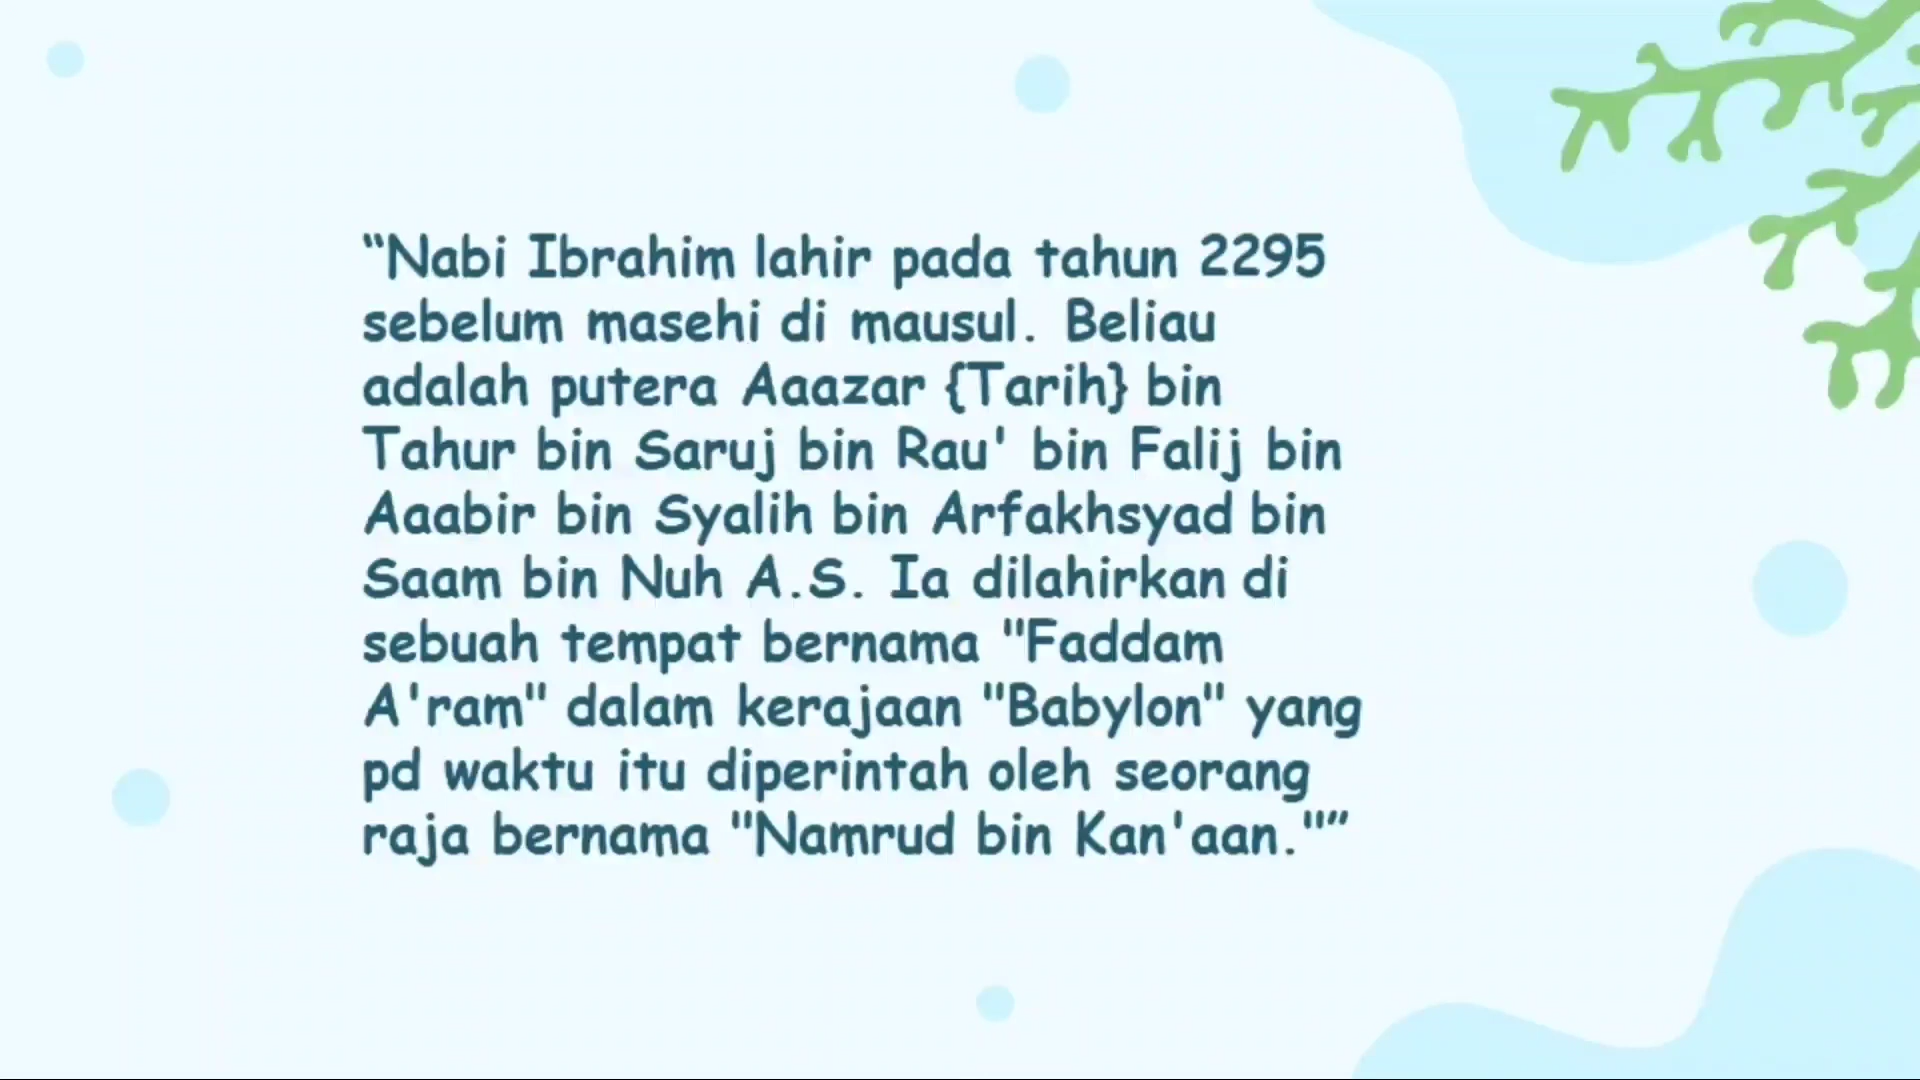 “Nabi Ibrahim lahir pada tahun 2295
sebelum masehi di mausul. Beliau
adalah putera Aaazar {Tarih} bin
Tahur bin Saruj bin Rau' bin Falij bin
Aaabir bin Syalih bin Arfakhsyad bin
Saam bin Nuh A.S. Ia dilahirkan di
sebuah tempat bernama "Faddam
A'ram" dalam kerajaan "Babylon" yang
pd waktu itu diperintah oleh seorang
raja bernama "Namrud bin Kan'aan."”